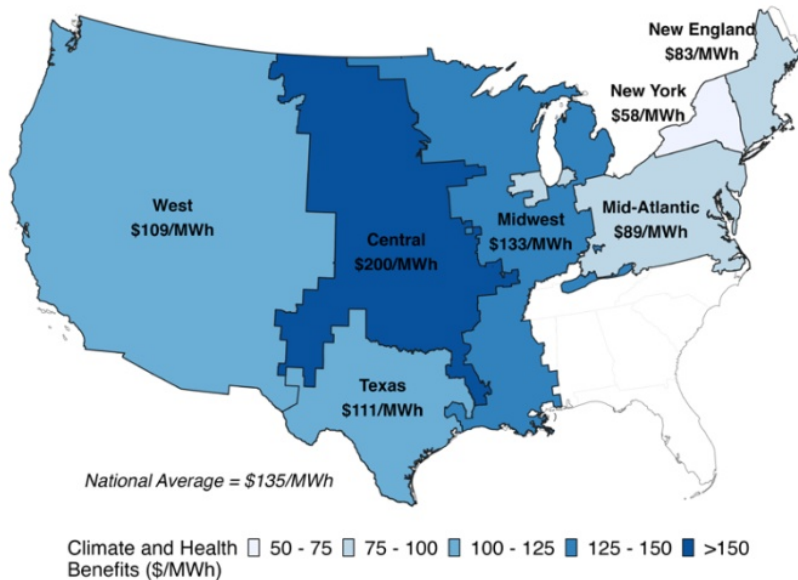 New England
$83/MWh
New York
$58/MWh
West
$109/MWh
Central
$200/MWh
Midwest
$133/MWh
Mid-Atlantic
$89/MWh
Texas
$111/MWh
National Average = $135/MWh
Climate and Health
Benefits ($/MWh)
50 - 75
75 - 100
100 - 125
125 - 150
>150